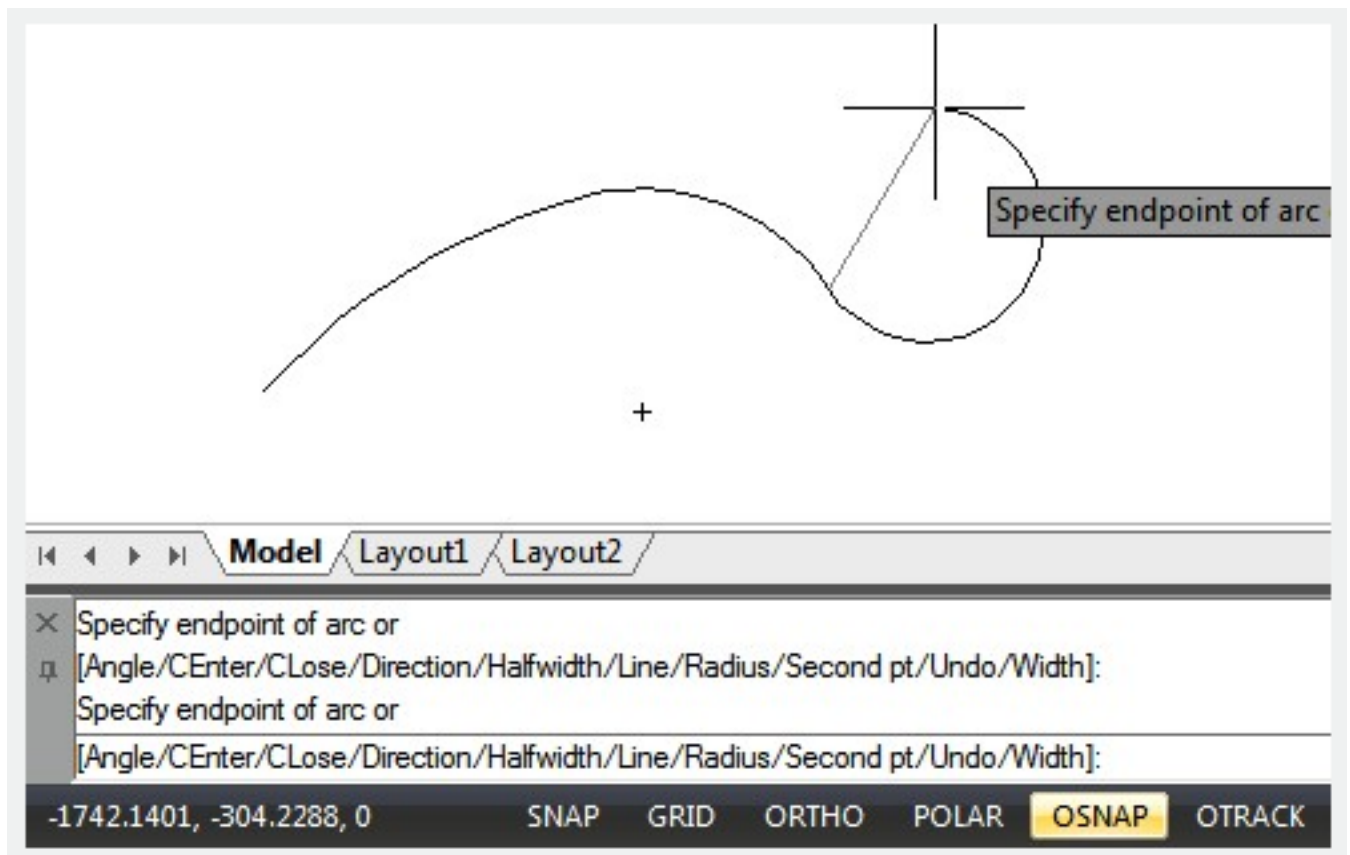 Specify endpoint of arc
Model Layout1 Layout2
Specify endpoint of arc or
[Angle/CEnter/CLose/Direction/Halfwidth/Line/Radius/Second pt/Undo/Width]:
Specify endpoint of arc or
[Angle/CEnter/CLose/Direction/Halfwidth/Line/Radius/Second pt/Undo/Width]:
-1742.1401, -304.2288, 0 SNAP GRID ORTHO POLAR OSNAP OTRACK